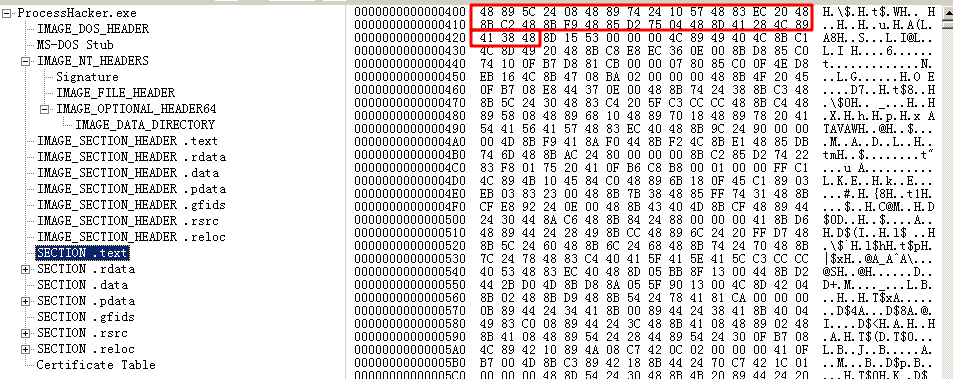 ProcessHacker.exe
IMAGE_DOS_HEADER
MS-DOS Stub
IMAGE_NT_HEADERS
Signature
IMAGE_FILE_HEADER
IMAGE_OPTIONAL_HEADER64
IMAGE_DATA_DIRECTORY
IMAGE_SECTION_HEADER .text
IMAGE_SECTION_HEADER .rdata
IMAGE_SECTION_HEADER .data
IMAGE_SECTION_HEADER .pdata
IMAGE_SECTION_HEADER .gfids
IMAGE_SECTION_HEADER .rsrc
IMAGE_SECTION_HEADER .reloc
SECTION .text
SECTION .rdata
SECTION .data
SECTION .pdata
SECTION .gfids
SECTION .rsrc
SECTION .reloc
Certificate Table
0000000000000400 48 89 5C 24 08 48 89 74 24 10 57 48 83 EC 20 48 H.\$.H.t$.WH.. H
0000000000000410 8B C2 48 8B F9 48 85 D2 75 04 48 8D 41 28 4C 89 ..H..H..u.H.A(L.
0000000000000420 41 38 48 8D 15 53 00 00 00 4C 89 49 40 4C 8B C1 A8H..S...L.I@L..
0000000000000430 4C 8D 49 20 48 8B C8 E8 EC 36 0E 00 8B D8 85 C0 L.I H....6......
0000000000000440 74 10 0F B7 D8 81 CB 00 00 07 80 85 C0 0F 4E D8 t.............N.
0000000000000450 EB 16 4C 8B 47 08 BA 02 00 00 00 48 8B 4F 20 45 ..L.G......H.O E
0000000000000460 0F B7 08 E8 44 37 0E 00 48 8B 74 24 38 8B C3 48 ....D7..H.t$8..H
0000000000000470 8B 5C 24 30 48 83 C4 20 5F C3 CC CC 48 8B C4 48 .\$0H.. _...H..H
0000000000000480 89 58 08 48 89 68 10 48 89 70 18 48 89 78 20 41 .X.H.h.H.p.H.x A
0000000000000490 54 41 56 41 57 48 83 EC 40 48 8B 9C 24 90 00 00 TAVAWH..@H..$...
00000000000004A0 00 4D 8B F9 41 8A F0 44 8B F2 4C 8B E1 48 85 DB .M..A..D..L..H..
00000000000004B0 74 6D 48 8B AC 24 80 00 00 00 8B C2 85 D2 74 22 tmH..$........t"
00000000000004C0 83 F8 01 75 20 41 0F B6 C8 B8 00 01 00 00 FF C1 ...u A..........
00000000000004D0 4C 89 4B 10 45 84 C0 48 89 6B 18 0F 45 C1 89 03 L.K.E..H.k..E...
00000000000004E0 EB 03 83 23 00 48 8B 7B 38 48 85 FF 74 31 48 8B ...#.H.{8H..t1H.
00000000000004F0 CF E8 92 24 0E 00 48 8B 43 40 4D 8B CF 48 89 44 ...$..H.C@M..H.D
0000000000000500 24 30 44 8A C6 48 8B 84 24 88 00 00 00 41 8B D6 $0D..H..$....A..
0000000000000510 48 89 44 24 28 49 8B CC 48 89 6C 24 20 FF D7 48 H.D$(I..H.l$ ..H
0000000000000520 8B 5C 24 60 48 8B 6C 24 68 48 8B 74 24 70 48 8B .\$`H.l$hH.t$pH.
0000000000000530 7C 24 78 48 83 C4 40 41 5F 41 5E 41 5C C3 CC CC |$xH..@A_A^A\...
0000000000000540 40 53 48 83 EC 40 48 8D 05 BB 8F 13 00 44 8B D2 @SH..@H......D..
0000000000000550 44 2B D0 4D 8B D8 8A 05 5F 90 13 00 4C 8D 42 04 D+.M...._...L.B.
0000000000000560 8B 02 48 8B D9 48 8B 54 24 78 41 81 CA 00 00 00 ..H..H.T$xA.....
0000000000000570 0B 89 44 24 34 41 8B 00 89 44 24 38 41 8B 40 04 ..D$4A...D$8A.@.
0000000000000580 49 83 C0 08 89 44 24 3C 48 8B 41 08 48 89 02 48 I....D$<H.A.H..H
0000000000000590 8B 41 08 48 89 54 24 28 44 89 54 24 30 0F B7 08 .A.H.T$(D.T$0...
00000000000005A0 4C 89 42 10 89 4A 08 C7 42 0C 02 00 00 00 41 0F L.B..J..B.....A.
00000000000005B0 B7 00 4D 8B C3 89 42 18 8B 44 24 70 C7 42 1C 01 ..M...B..D$p.B..